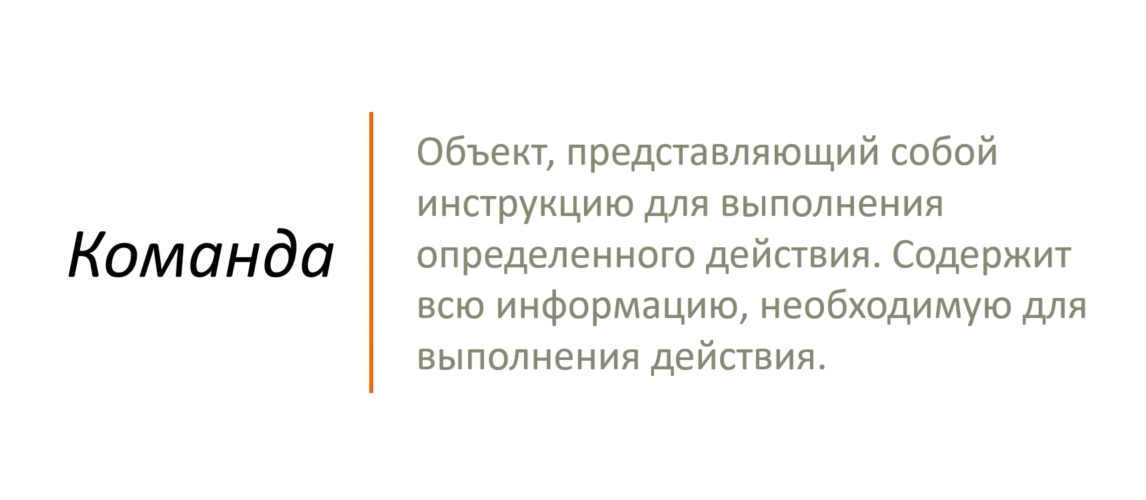 Команда
Объект, представляющий собой
инструкцию для выполнения
определенного действия. Содержит
всю информацию, необходимую для
выполнения действия.